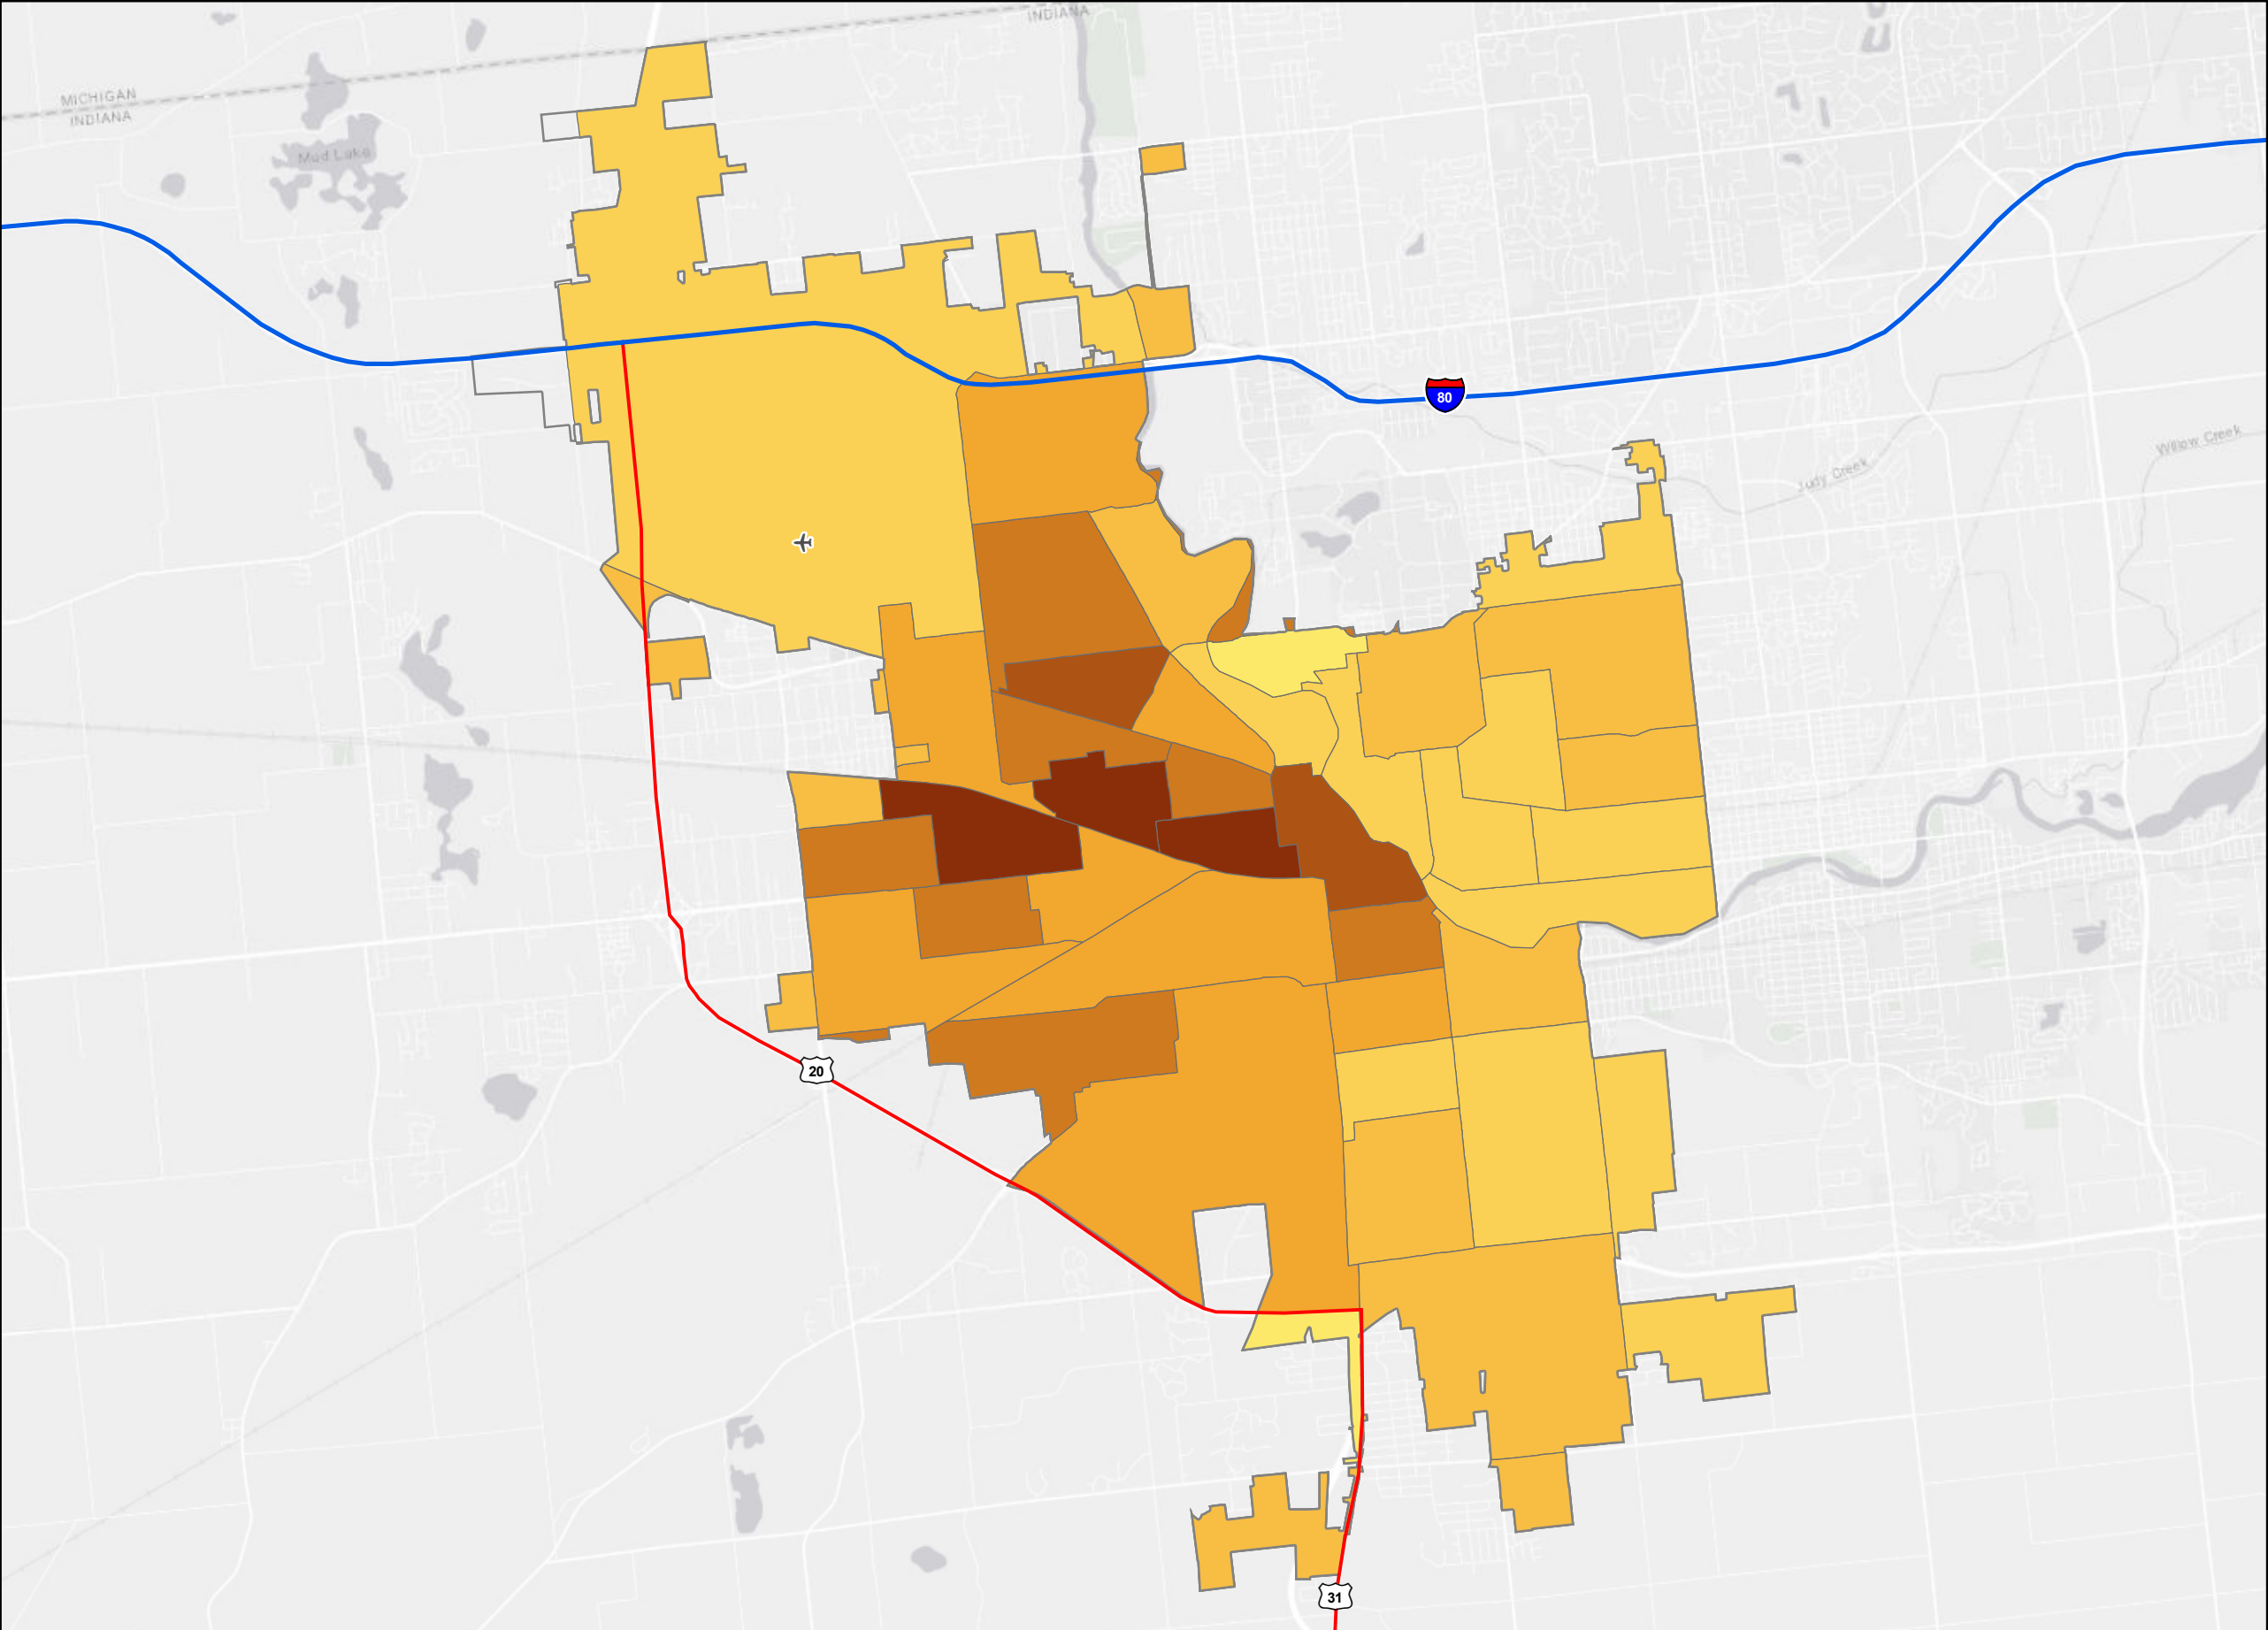 INDIANA
MICHIGAN
INDIANA
Mud Lake
80
Willow Creek
Judy Creek
20
31